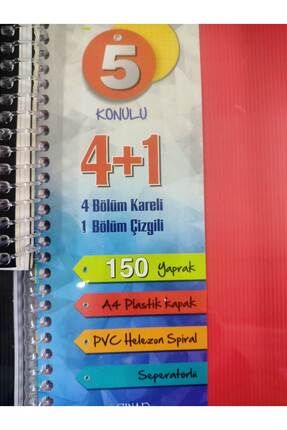 5
KONULU
4+1
4 Bölüm Kareli
1 Bölüm Çizgili
150 Yaprak
A4 Plastik Kapak
PVC Helezon Spiral
Seperatörlü